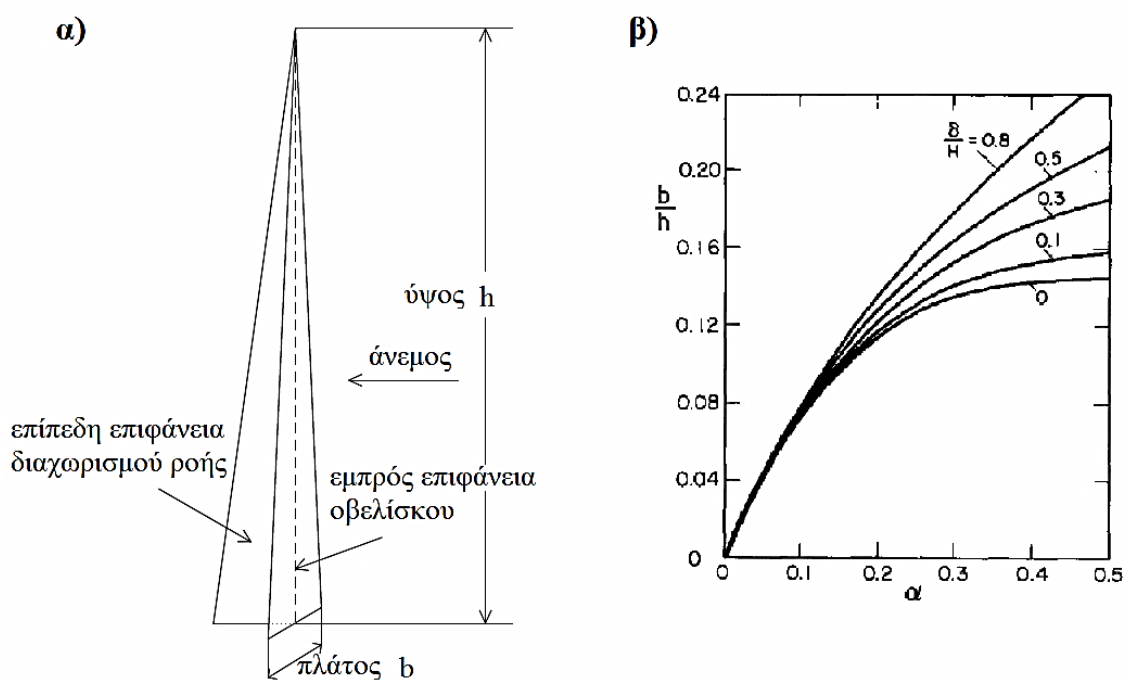 α)
ύψος h
άνεμος
επίπεδη επιφάνεια
διαχωρισμού ροής
εμπρός επιφάνεια
οβελίσκου
πλάτος b
β)
0.24
0.20
0.16
0.12
0.08
0.04
0
b/h
δ/H = 0.8
0.5
0.3
0.1
0
0 0.1 0.2 0.3 0.4 0.5
α